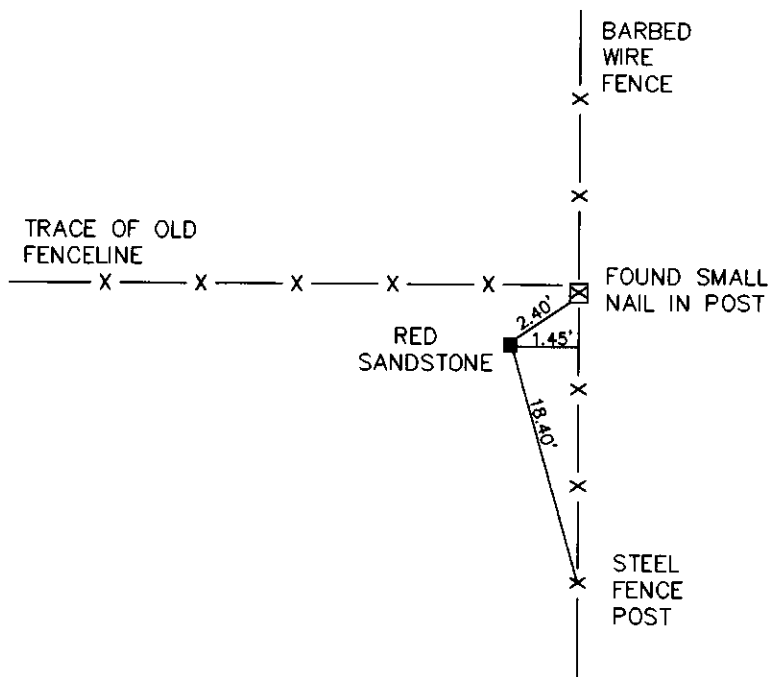 BARBED
WIRE
FENCE
TRACE OF OLD
FENCELINE
FOUND SMALL
NAIL IN POST
2.40'
RED
SANDSTONE
1.45'
18.40'
STEEL
FENCE
POST